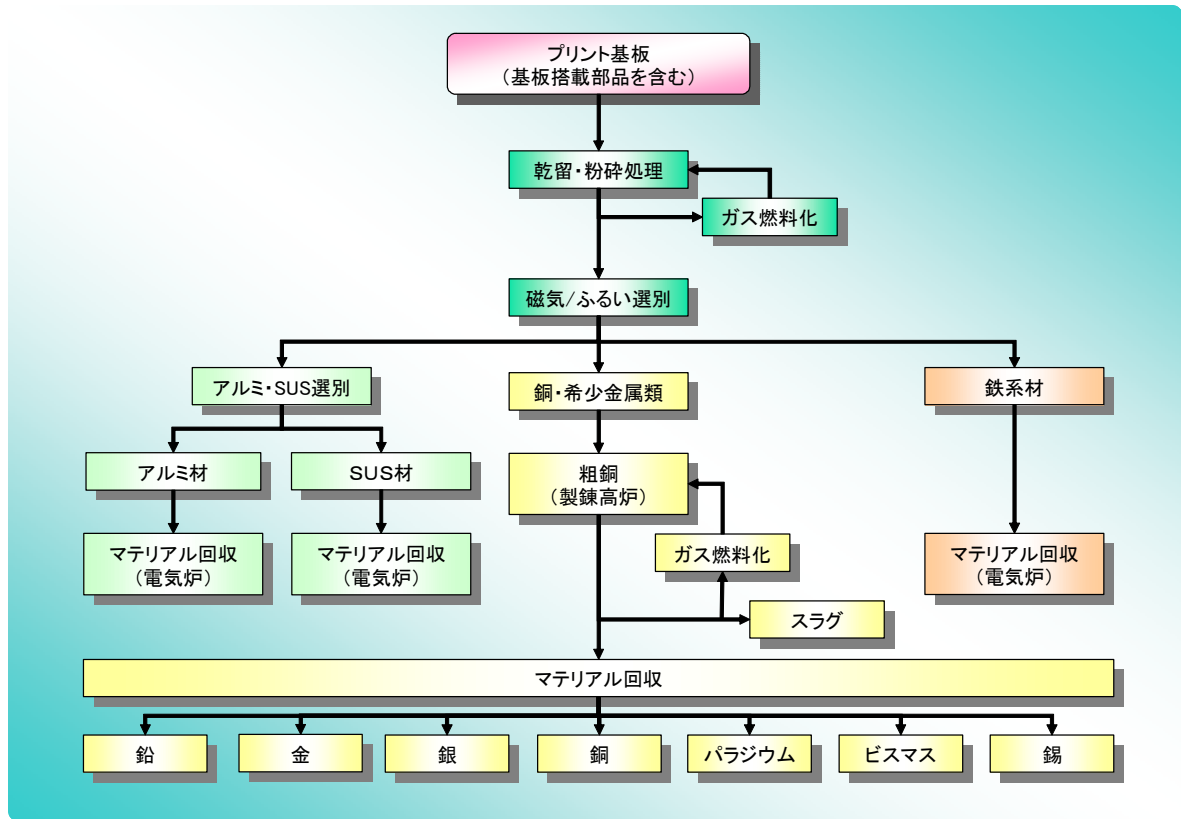 プリント基板
（基板搭載部品を含む）
乾留・粉砕処理
ガス燃料化
磁気/ふるい選別
アルミ・SUS選別
銅・希少金属類
鉄系材
アルミ材
SUS材
粗銅
（製錬高炉）
マテリアル回収
（電気炉）
マテリアル回収
（電気炉）
ガス燃料化
マテリアル回収
（電気炉）
スラグ
マテリアル回収
鉛
金
銀
銅
パラジウム
ビスマス
錫